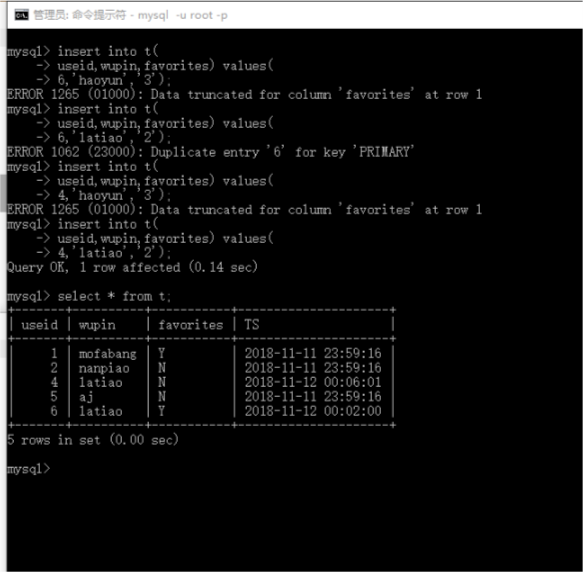 管理员: 命令提示符 - mysql -u root -p
mysql> insert into t(
-> useid,wupin,favorites) values(
-> 6,'haoyun','3');
ERROR 1265 (01000): Data truncated for column 'favorites' at row 1
mysql> insert into t(
-> useid,wupin,favorites) values(
-> 6,'latiao','2');
ERROR 1062 (23000): Duplicate entry '6' for key 'PRIMARY'
mysql> insert into t(
-> useid,wupin,favorites) values(
-> 4,'haoyun','3');
ERROR 1265 (01000): Data truncated for column 'favorites' at row 1
mysql> insert into t(
-> useid,wupin,favorites) values(
-> 4,'latiao','2');
Query OK, 1 row affected (0.14 sec)
mysql> select * from t;
+-------+----------+-----------+---------------------+
| useid | wupin | favorites | TS |
+-------+----------+-----------+---------------------+
| 1 | mofabang | Y | 2018-11-11 23:59:16 |
| 2 | nanpiao | N | 2018-11-11 23:59:16 |
| 4 | latiao | N | 2018-11-12 00:06:01 |
| 5 | aj | N | 2018-11-11 23:59:16 |
| 6 | latiao | Y | 2018-11-12 00:02:00 |
+-------+----------+-----------+---------------------+
5 rows in set (0.00 sec)
mysql>